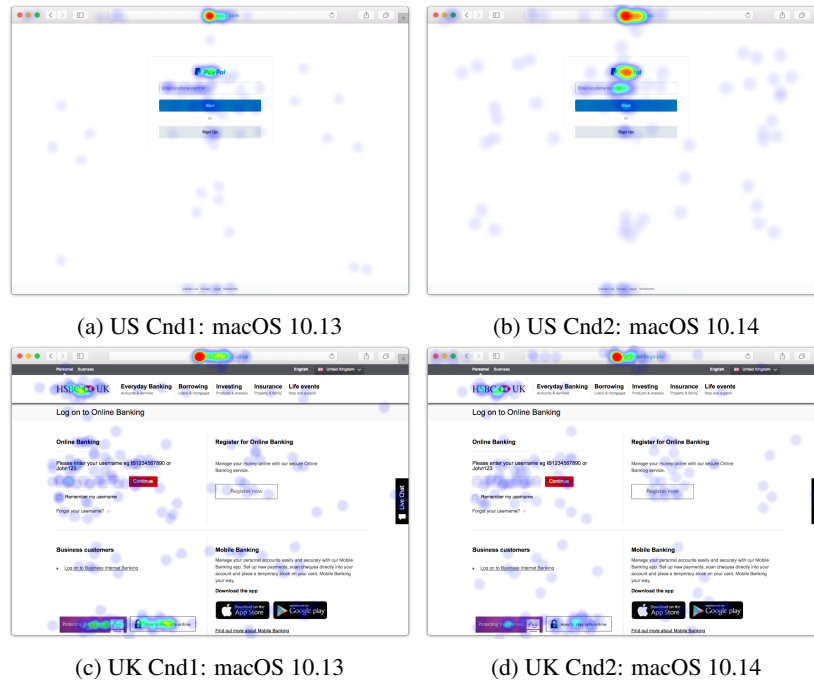 PayPal
PayPal
Next
Next
or
or
Sign Up
Sign Up
(a) US Cnd1: macOS 10.13
(b) US Cnd2: macOS 10.14
Personal Business English United Kingdom
HSBC UK Everyday Banking Borrowing Investing Insurance Life events
Accounts & services Loans & mortgages Products & analysis Property & family Help and support
Log on to Online Banking
Online Banking Register for Online Banking
Please enter your username eg IB1234567890 or
John123
Manage your money online with our secure Online
Banking service.
Continue
Register now
Remember my username
Forgot your username?
Live Chat
Business customers Mobile Banking
Log on to Business Internet Banking
Manage your personal accounts easily and securely with our Mobile
Banking app. Set up new payments, scan cheques directly into your
account and place a temporary block on your card. Mobile Banking
your way.
Download the app
Download on the App Store Google play
Find out more about Mobile Banking
Personal Business English United Kingdom
HSBC UK Everyday Banking Borrowing Investing Insurance Life events
Accounts & services Loans & mortgages Products & analysis Property & family Help and support
Log on to Online Banking
Online Banking Register for Online Banking
Please enter your username eg IB1234567890 or
John123
Manage your money online with our secure Online
Banking service.
Continue
Register now
Remember my username
Forgot your username?
Business customers Mobile Banking
Log on to Business Internet Banking
Manage your personal accounts easily and securely with our Mobile
Banking app. Set up new payments, scan cheques directly into your
account and place a temporary block on your card. Mobile Banking
your way.
Download the app
Download on the App Store Google play
Find out more about Mobile Banking
(c) UK Cnd1: macOS 10.13
(d) UK Cnd2: macOS 10.14